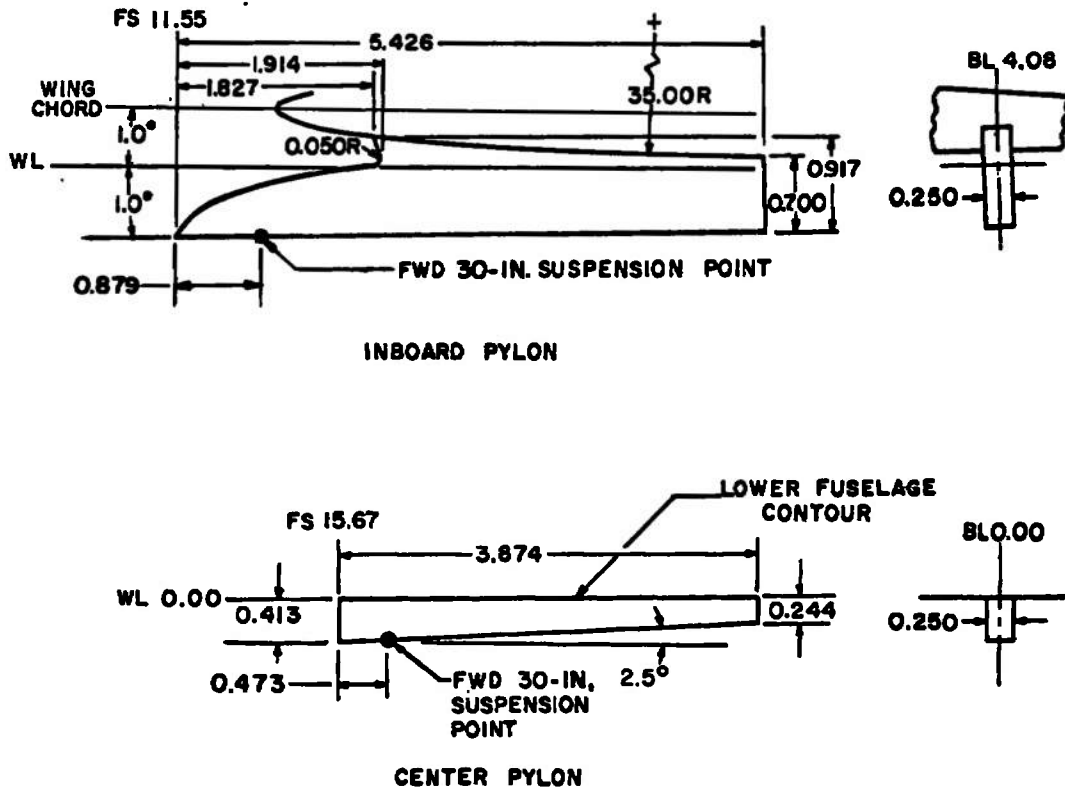 FS 11.55
5.426
1.914
1.827
WING
CHORD
1.0°
0.050R
35.00R
WL
1.0°
0.917
0.700
BL 4.08
0.250
FWD 30-IN. SUSPENSION POINT
0.879
INBOARD PYLON
LOWER FUSELAGE
CONTOUR
FS 15.67
3.874
BL0.00
WL 0.00
0.413
0.244
0.250
0.473
2.5°
FWD 30-IN.
SUSPENSION
POINT
CENTER PYLON